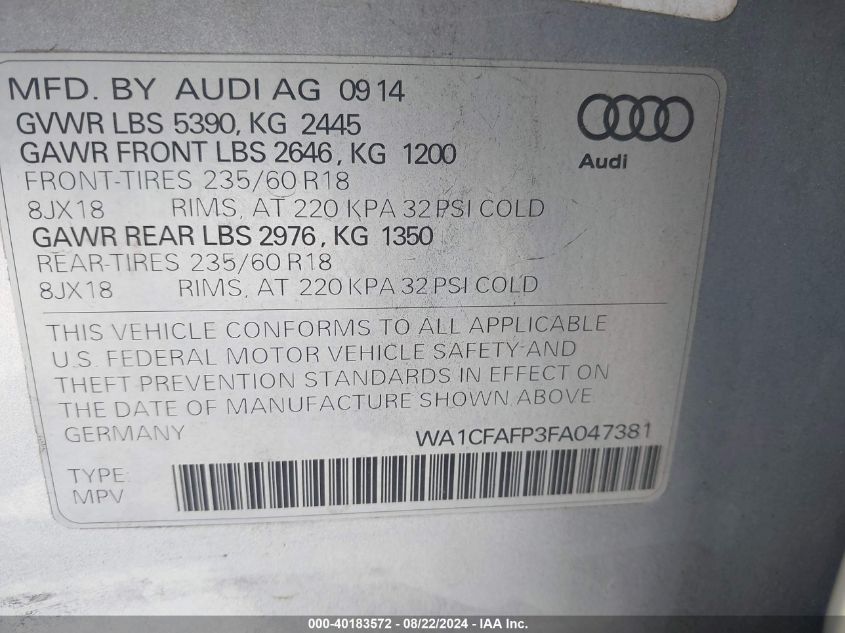 MFD. BY AUDI AG 0914
GVWR LBS 5390, KG 2445
GAWR FRONT LBS 2646, KG 1200
FRONT-TIRES 235/60 R18
8JX18 RIMS, AT 220 KPA 32 PSI COLD
GAWR REAR LBS 2976, KG 1350
REAR-TIRES 235/60 R18
8JX18 RIMS, AT 220 KPA 32 PSI COLD
Audi
THIS VEHICLE CONFORMS TO ALL APPLICABLE
U.S. FEDERAL MOTOR VEHICLE SAFETY AND
THEFT PREVENTION STANDARDS IN EFFECT ON
THE DATE OF MANUFACTURE SHOWN ABOVE
GERMANY WA1CFAFP3FA047381
TYPE:
MPV
000-40183572 - 08/22/2024 - IAA Inc.